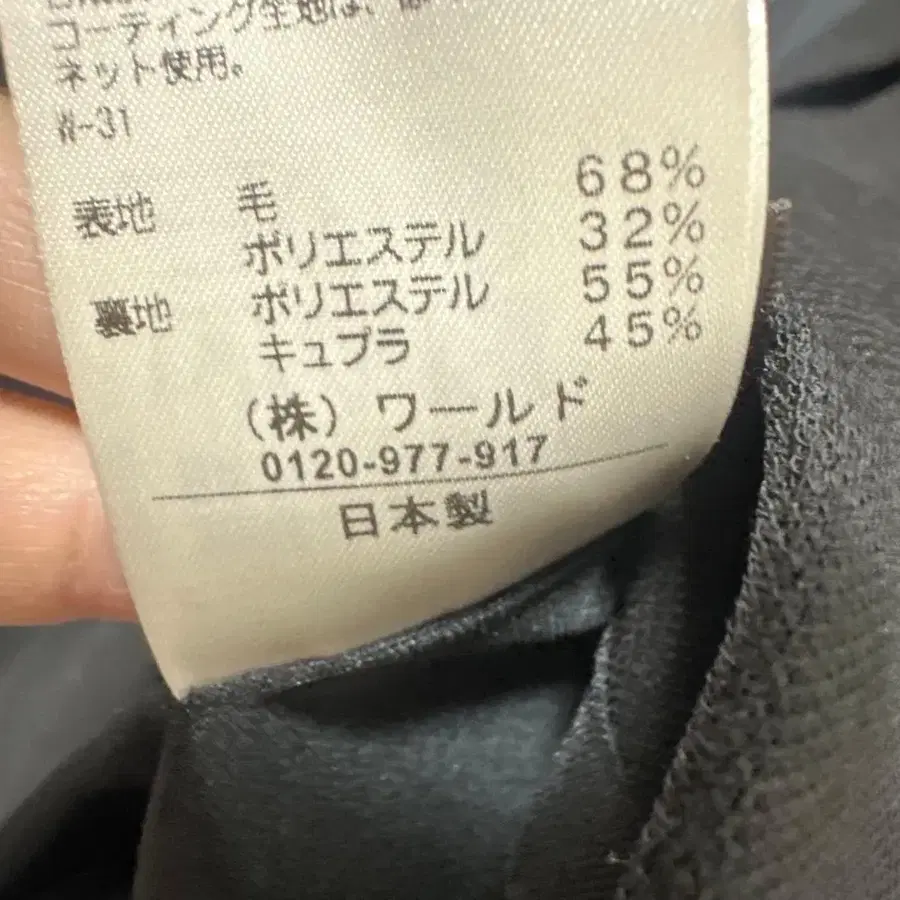 コーティング生地は、
ネット使用。
W-31
表地 毛 68%
ポリエステル 32%
裏地 ポリエステル 55%
キュプラ 45%
(株) ワールド
0120-977-917
日本製